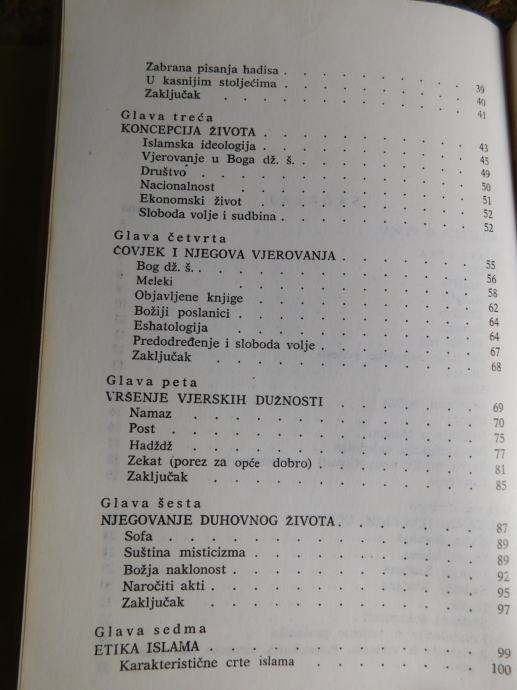 Zabrana pisanja hadisa . . . . . . . 39
U kasnijim stoljećima . . . . . . . 40
Zaključak . . . . . . . . . 41
Glava treća
KONCEPCIJA ŽIVOTA . . . . . . . . 43
Islamska ideologija . . . . . . . . 45
Vjerovanje u Boga dž. š. . . . . . . . 49
Društvo . . . . . . . . . . 50
Nacionalnost . . . . . . . . . 51
Ekonomski život . . . . . . . . 52
Sloboda volje i sudbina . . . . . . . 52
Glava četvrta
ČOVJEK I NJEGOVA VJEROVANJA . . . . . . 55
Bog dž. š. . . . . . . . . . . 56
Meleki . . . . . . . . . . 58
Objavljene knjige . . . . . . . . 62
Božiji poslanici . . . . . . . . 64
Eshatologija . . . . . . . . . 64
Predodređenje i sloboda volje . . . . . . 67
Zaključak . . . . . . . . . 68
Glava peta
VRŠENJE VJERSKIH DUŽNOSTI . . . . . . 69
Namaz . . . . . . . . . . 70
Post . . . . . . . . . . . 75
Hadždž . . . . . . . . . . 77
Zekat (porez za opće dobro) . . . . . . 81
Zaključak . . . . . . . . . 85
Glava šesta
NJEGOVANJE DUHOVNOG ŽIVOTA . . . . . . 87
Sofa . . . . . . . . . . . 89
Suština misticizma . . . . . . . . 89
Božja naklonost . . . . . . . . . 92
Naročiti akti . . . . . . . . . 95
Zaključak . . . . . . . . . . 97
Glava sedma
ETIKA ISLAMA . . . . . . . . . 99
Karakteristične crte islama . . . . . . 100